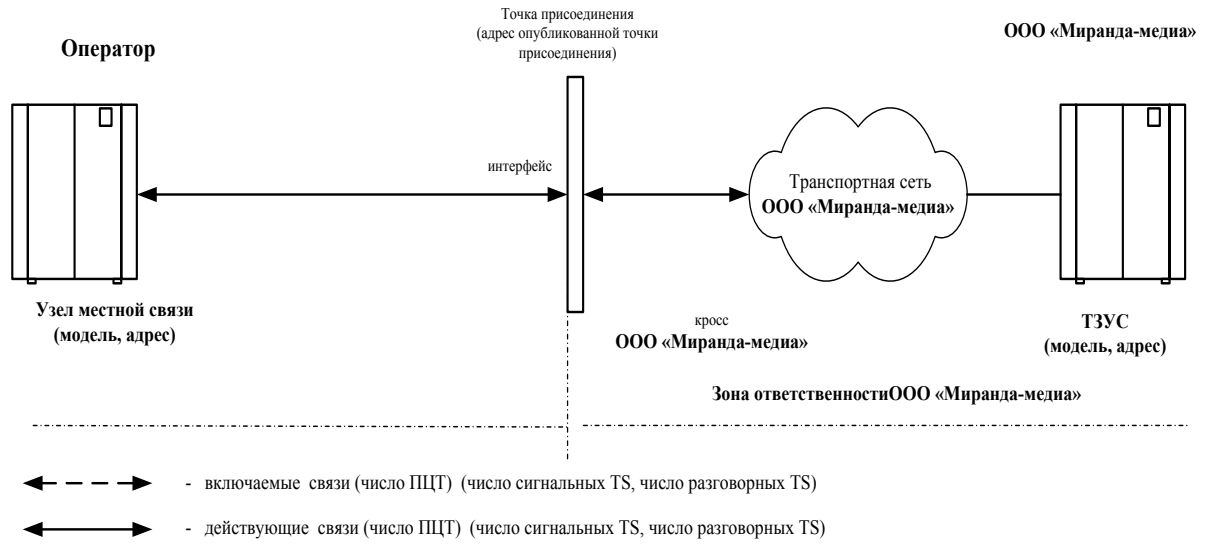 Точка присоединения
(адрес опубликованной точки
присоединения)
Оператор
ООО «Миранда-медиа»
интерфейс
Транспортная сеть
ООО «Миранда-медиа»
Узел местной связи
(модель, адрес)
кросс
ООО «Миранда-медиа»
ТЗУС
(модель, адрес)
Зона ответственностиООО «Миранда-медиа»
- включаемые связи (число ПЦТ) (число сигнальных TS, число разговорных TS)
- действующие связи (число ПЦТ) (число сигнальных TS, число разговорных TS)